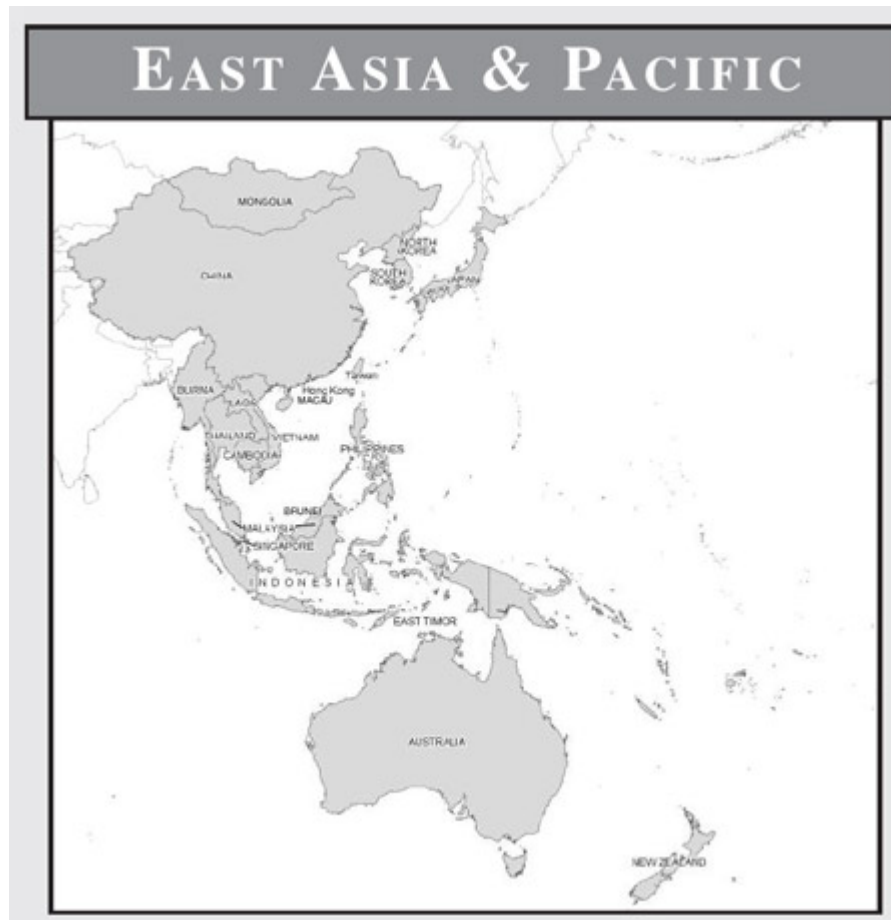 EAST ASIA & PACIFIC
MONGOLIA
NORTH
KOREA
CHINA
SOUTH
KOREA
JAPAN
Taiwan
BURMA
Hong Kong
MACAU
LAOS
THAILAND
VIETNAM
CAMBODIA
PHILIPPINES
BRUNEI
MALAYSIA
SINGAPORE
INDONESIA
EAST TIMOR
AUSTRALIA
NEW ZEALAND